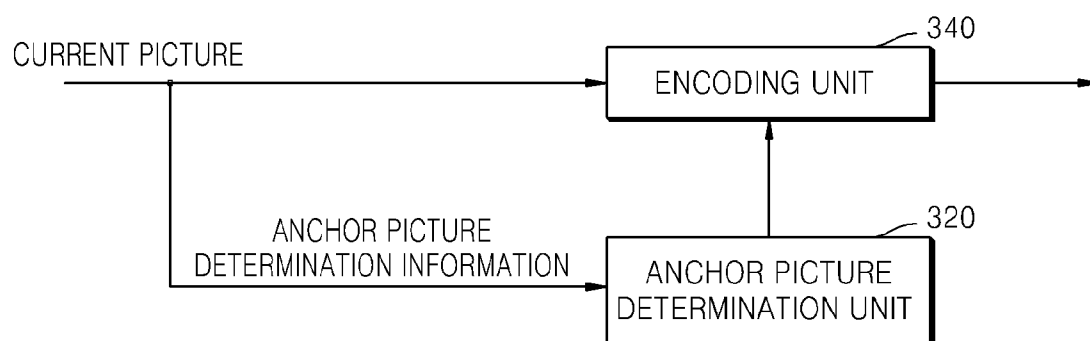 340
CURRENT PICTURE
ENCODING UNIT
320
ANCHOR PICTURE
DETERMINATION INFORMATION
ANCHOR PICTURE
DETERMINATION UNIT